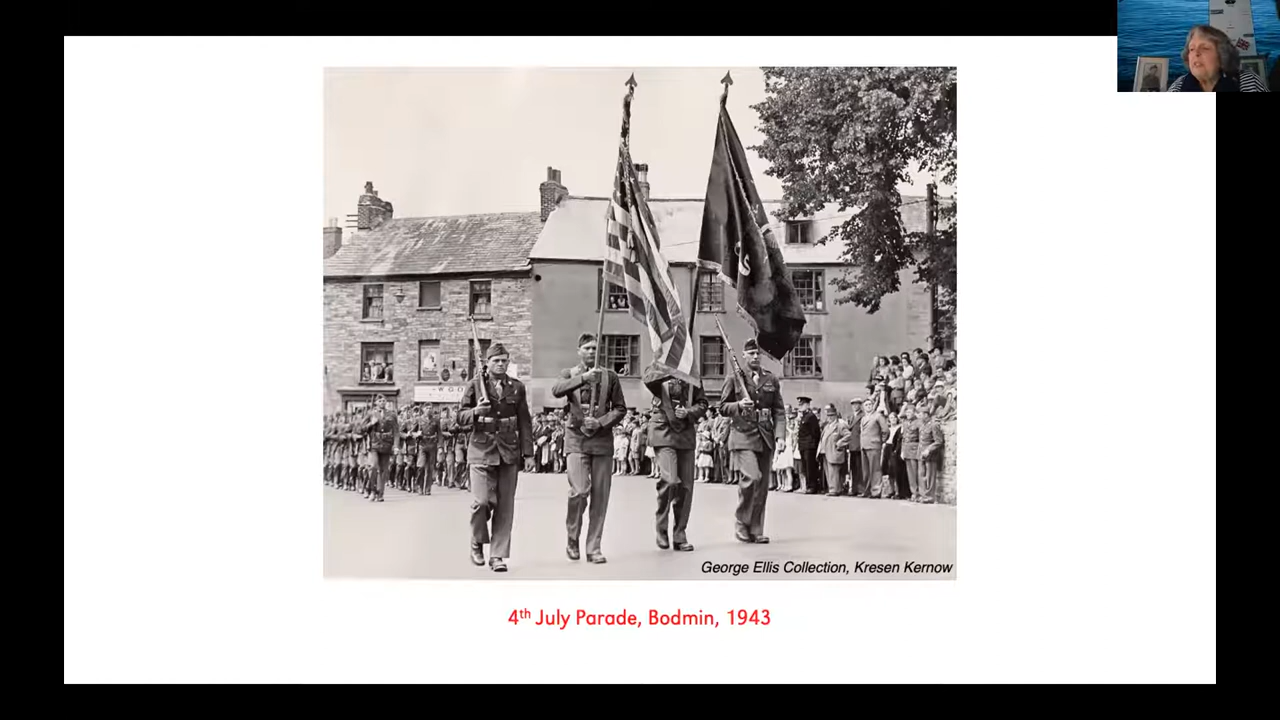 George Ellis Collection, Kresen Kernow
4th July Parade, Bodmin, 1943